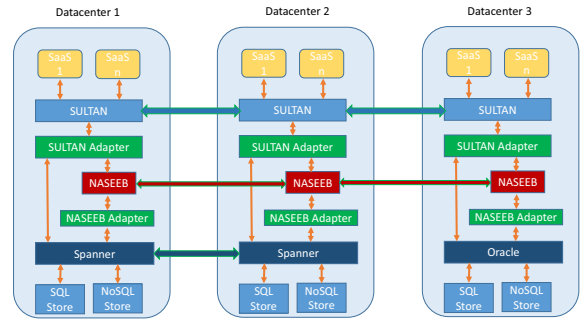 Datacenter 1
Datacenter 2
Datacenter 3
SaaS
1
SaaS
n
SaaS
1
SaaS
n
SaaS
1
SaaS
n
SULTAN
SULTAN
SULTAN
SULTAN Adapter
SULTAN Adapter
SULTAN Adapter
NASEEB
NASEEB
NASEEB
NASEEB Adapter
NASEEB Adapter
NASEEB Adapter
Spanner
Spanner
Oracle
SQL
Store
NoSQL
Store
SQL
Store
NoSQL
Store
SQL
Store
NoSQL
Store